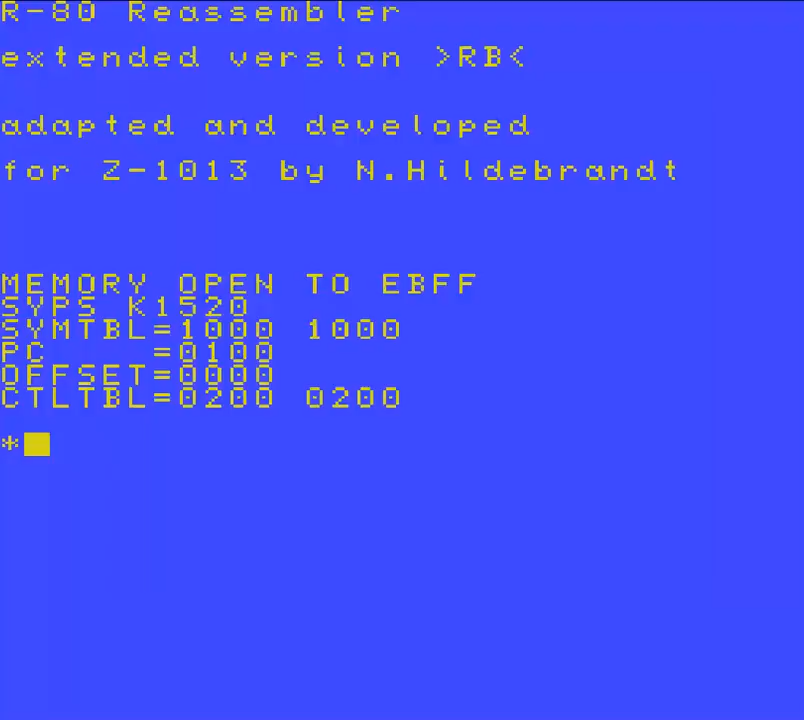 R-80 Reassembler
extended version >RB<
adapted and developed
for Z-1013 by N.Hildebrandt
MEMORY OPEN TO EBFF
SYPS K1520
SYMTBL=1000 1000
PC    =0100
OFFSET=0000
CTLTBL=0200 0200
*